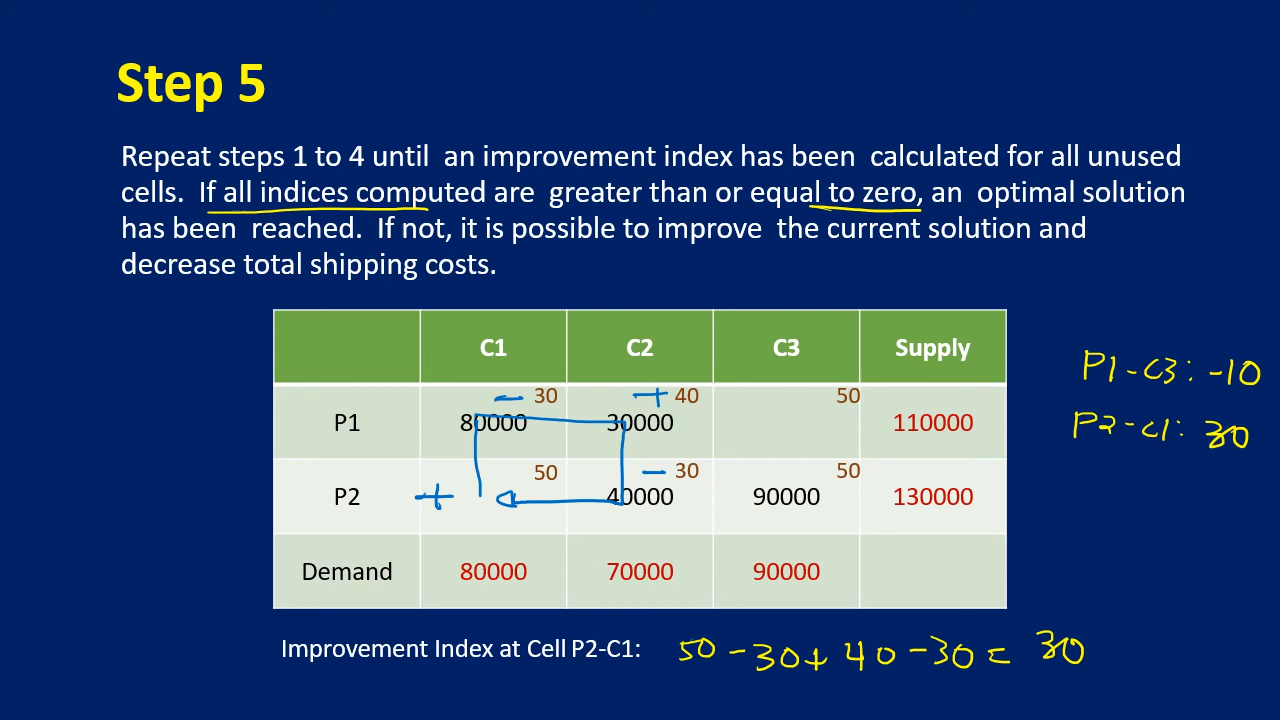 Step 5
Repeat steps 1 to 4 until an improvement index has been calculated for all unused
cells. If all indices computed are greater than or equal to zero, an optimal solution
has been reached. If not, it is possible to improve the current solution and
decrease total shipping costs.
C1 C2 C3 Supply
- 30 + 40 50
P1 80000 30000 110000
50 - 30 50
P2 + 40000 90000 130000
Demand 80000 70000 90000
P1-C3: -10
P2-C1: 30
Improvement Index at Cell P2-C1: 50 - 30 + 40 - 30 = 30